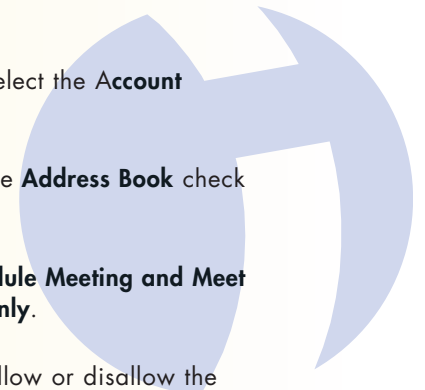 elect the Account
e Address Book check
dule Meeting and Meet
nly.
llow or disallow the